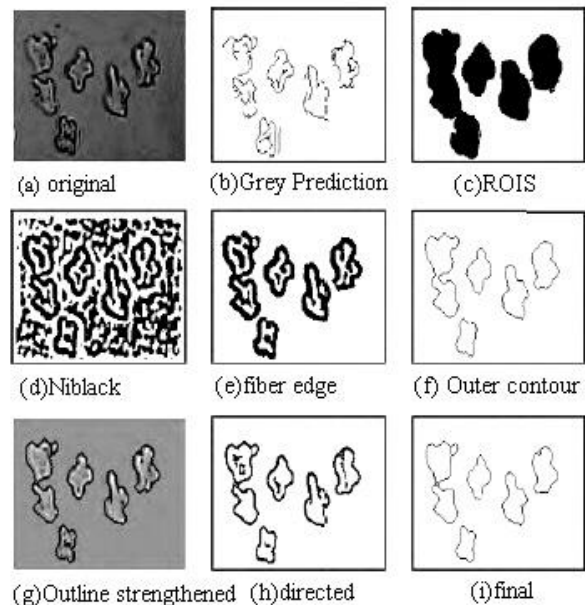 (a) original (b)Grey Prediction (c)ROIS
(d)Niblack (e)fiber edge (f) Outer contour
(g)Outline strengthened (h)directed (i)final